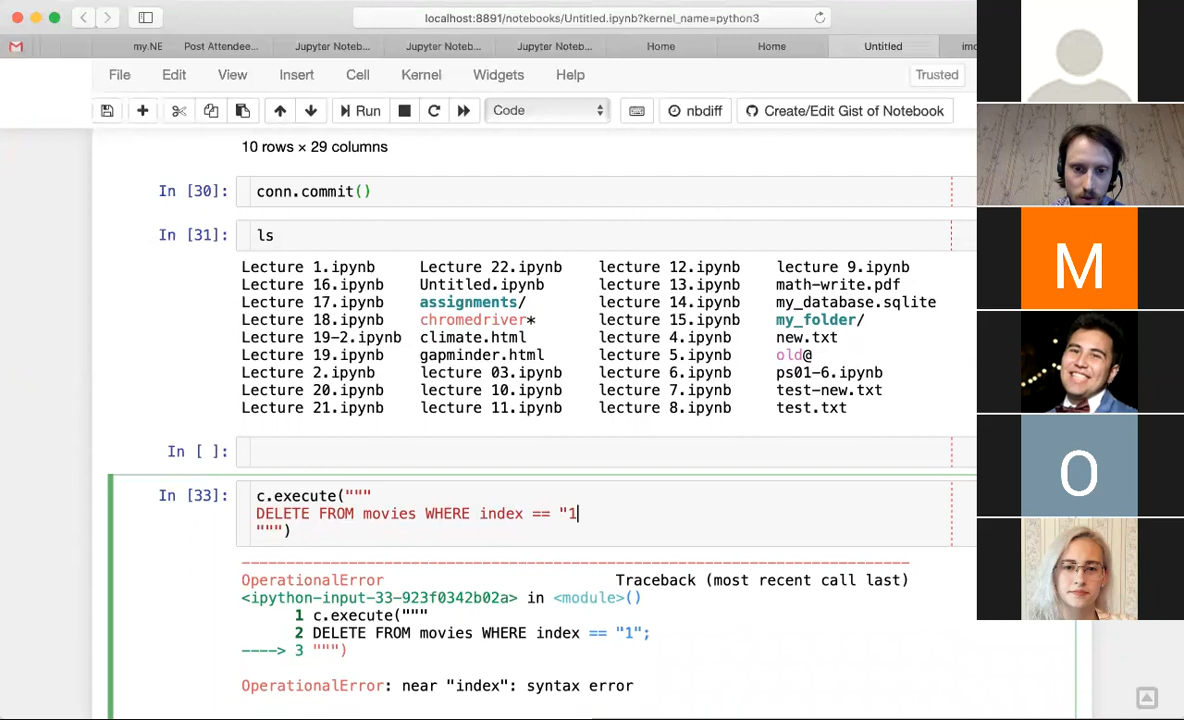 localhost:8891/notebooks/Untitled.ipynb?kernel_name=python3
my.NE Post Attendee... Jupyter Noteb... Jupyter Noteb... Jupyter Noteb... Home Home Untitled imd
File Edit View Insert Cell Kernel Widgets Help Trusted
Run Code nbdiff Create/Edit Gist of Notebook
10 rows × 29 columns
In [30]: conn.commit()
In [31]: ls
Lecture 1.ipynb Lecture 22.ipynb lecture 12.ipynb lecture 9.ipynb
Lecture 16.ipynb Untitled.ipynb lecture 13.ipynb math-write.pdf
Lecture 17.ipynb assignments/ lecture 14.ipynb my_database.sqlite
Lecture 18.ipynb chromedriver* lecture 15.ipynb my_folder/
Lecture 19-2.ipynb climate.html lecture 4.ipynb new.txt
Lecture 19.ipynb gapminder.html lecture 5.ipynb old@
Lecture 2.ipynb lecture 03.ipynb lecture 6.ipynb ps01-6.ipynb
Lecture 20.ipynb lecture 10.ipynb lecture 7.ipynb test-new.txt
Lecture 21.ipynb lecture 11.ipynb lecture 8.ipynb test.txt
In [ ]:
In [33]: c.execute("""
DELETE FROM movies WHERE index == "1
""")
OperationalError Traceback (most recent call last)
<ipython-input-33-923f0342b02a> in <module>()
1 c.execute("""
2 DELETE FROM movies WHERE index == "1";
----> 3 """)
OperationalError: near "index": syntax error
M
O